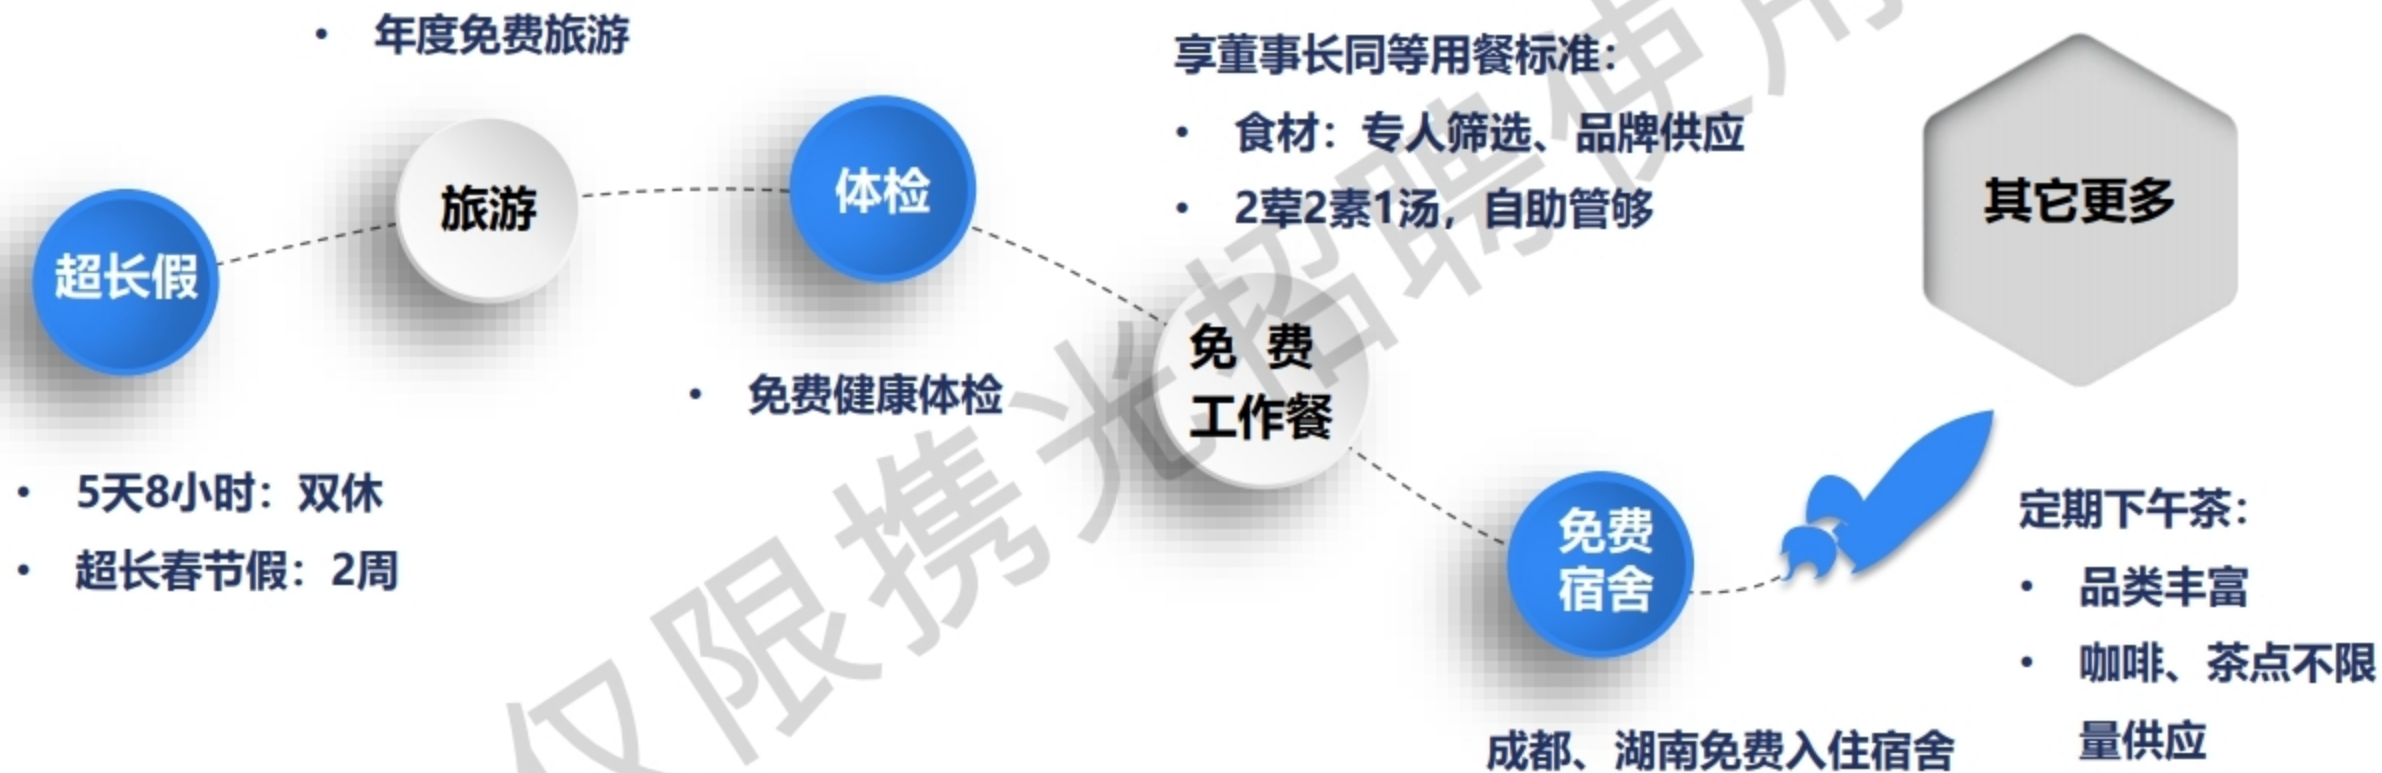 年度免费旅游
旅游
超长假
5天8小时：双休
超长春节假：2周
体检
免费健康体检
享董事长同等用餐标准：
食材：专人筛选、品牌供应
2荤2素1汤，自助管够
免 费
工作餐
免费
宿舍
成都、湖南免费入住宿舍
其它更多
定期下午茶：
品类丰富
咖啡、茶点不限
量供应
仅限携光招聘使用